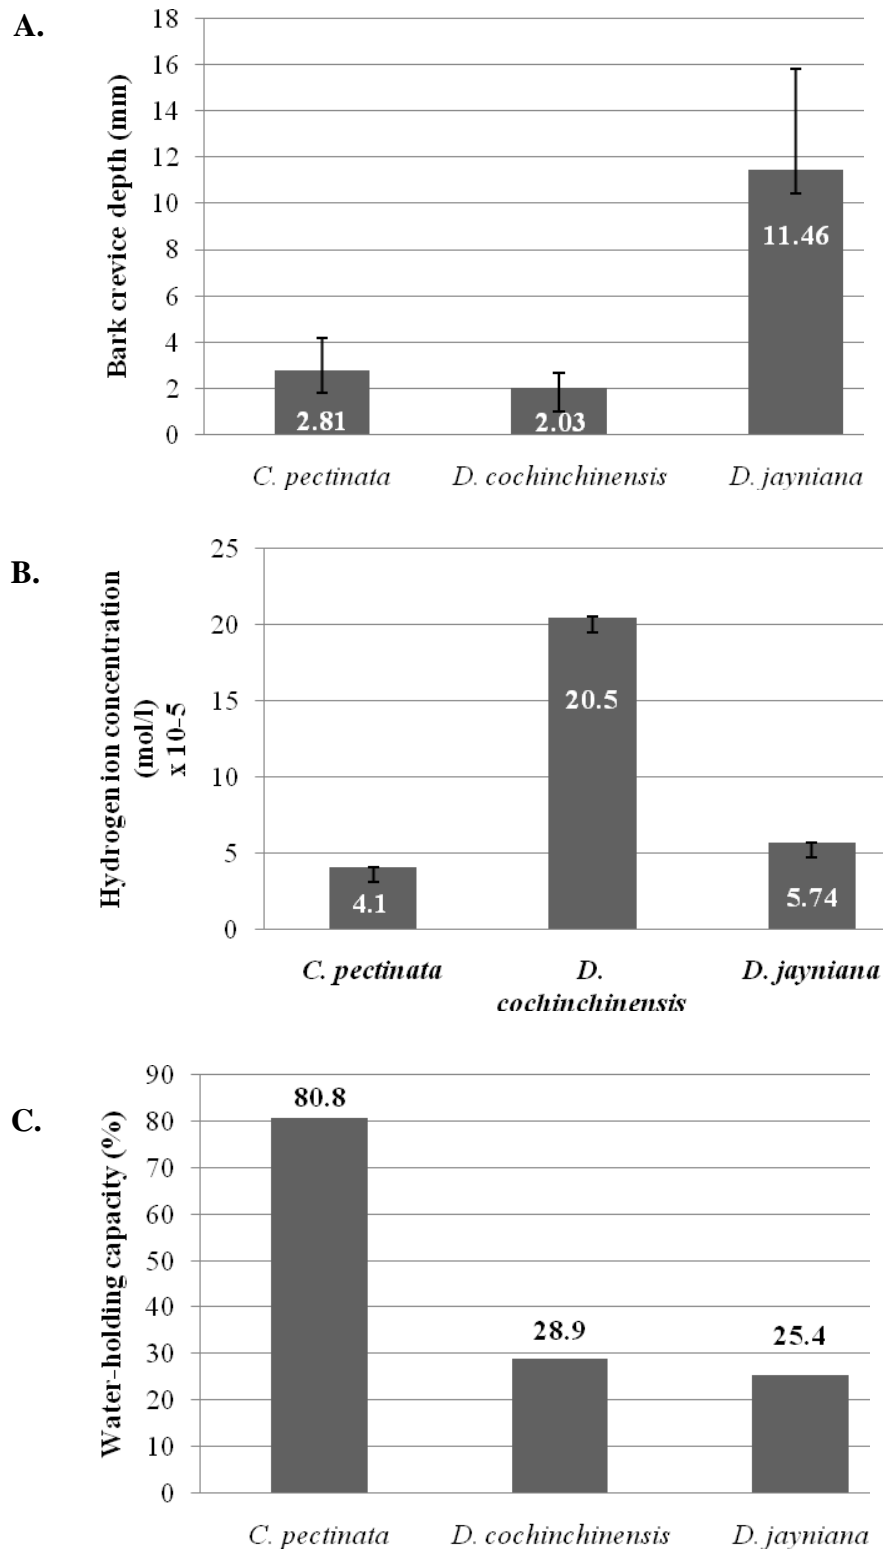 A.
Bark crevice depth (mm)
18
16
14
12
10
8
6
4
2
0
2.81
2.03
11.46
C. pectinata
D. cochinchinensis
D. jayniana
B.
Hydrogen ion concentration
(mol/l)
x 10-5
25
20
15
10
5
0
4.1
20.5
5.74
C. pectinata
D.
cochinchinensis
D. jayniana
C.
Water-holding capacity (%)
90
80
70
60
50
40
30
20
10
0
80.8
28.9
25.4
C. pectinata
D. cochinchinensis
D. jayniana